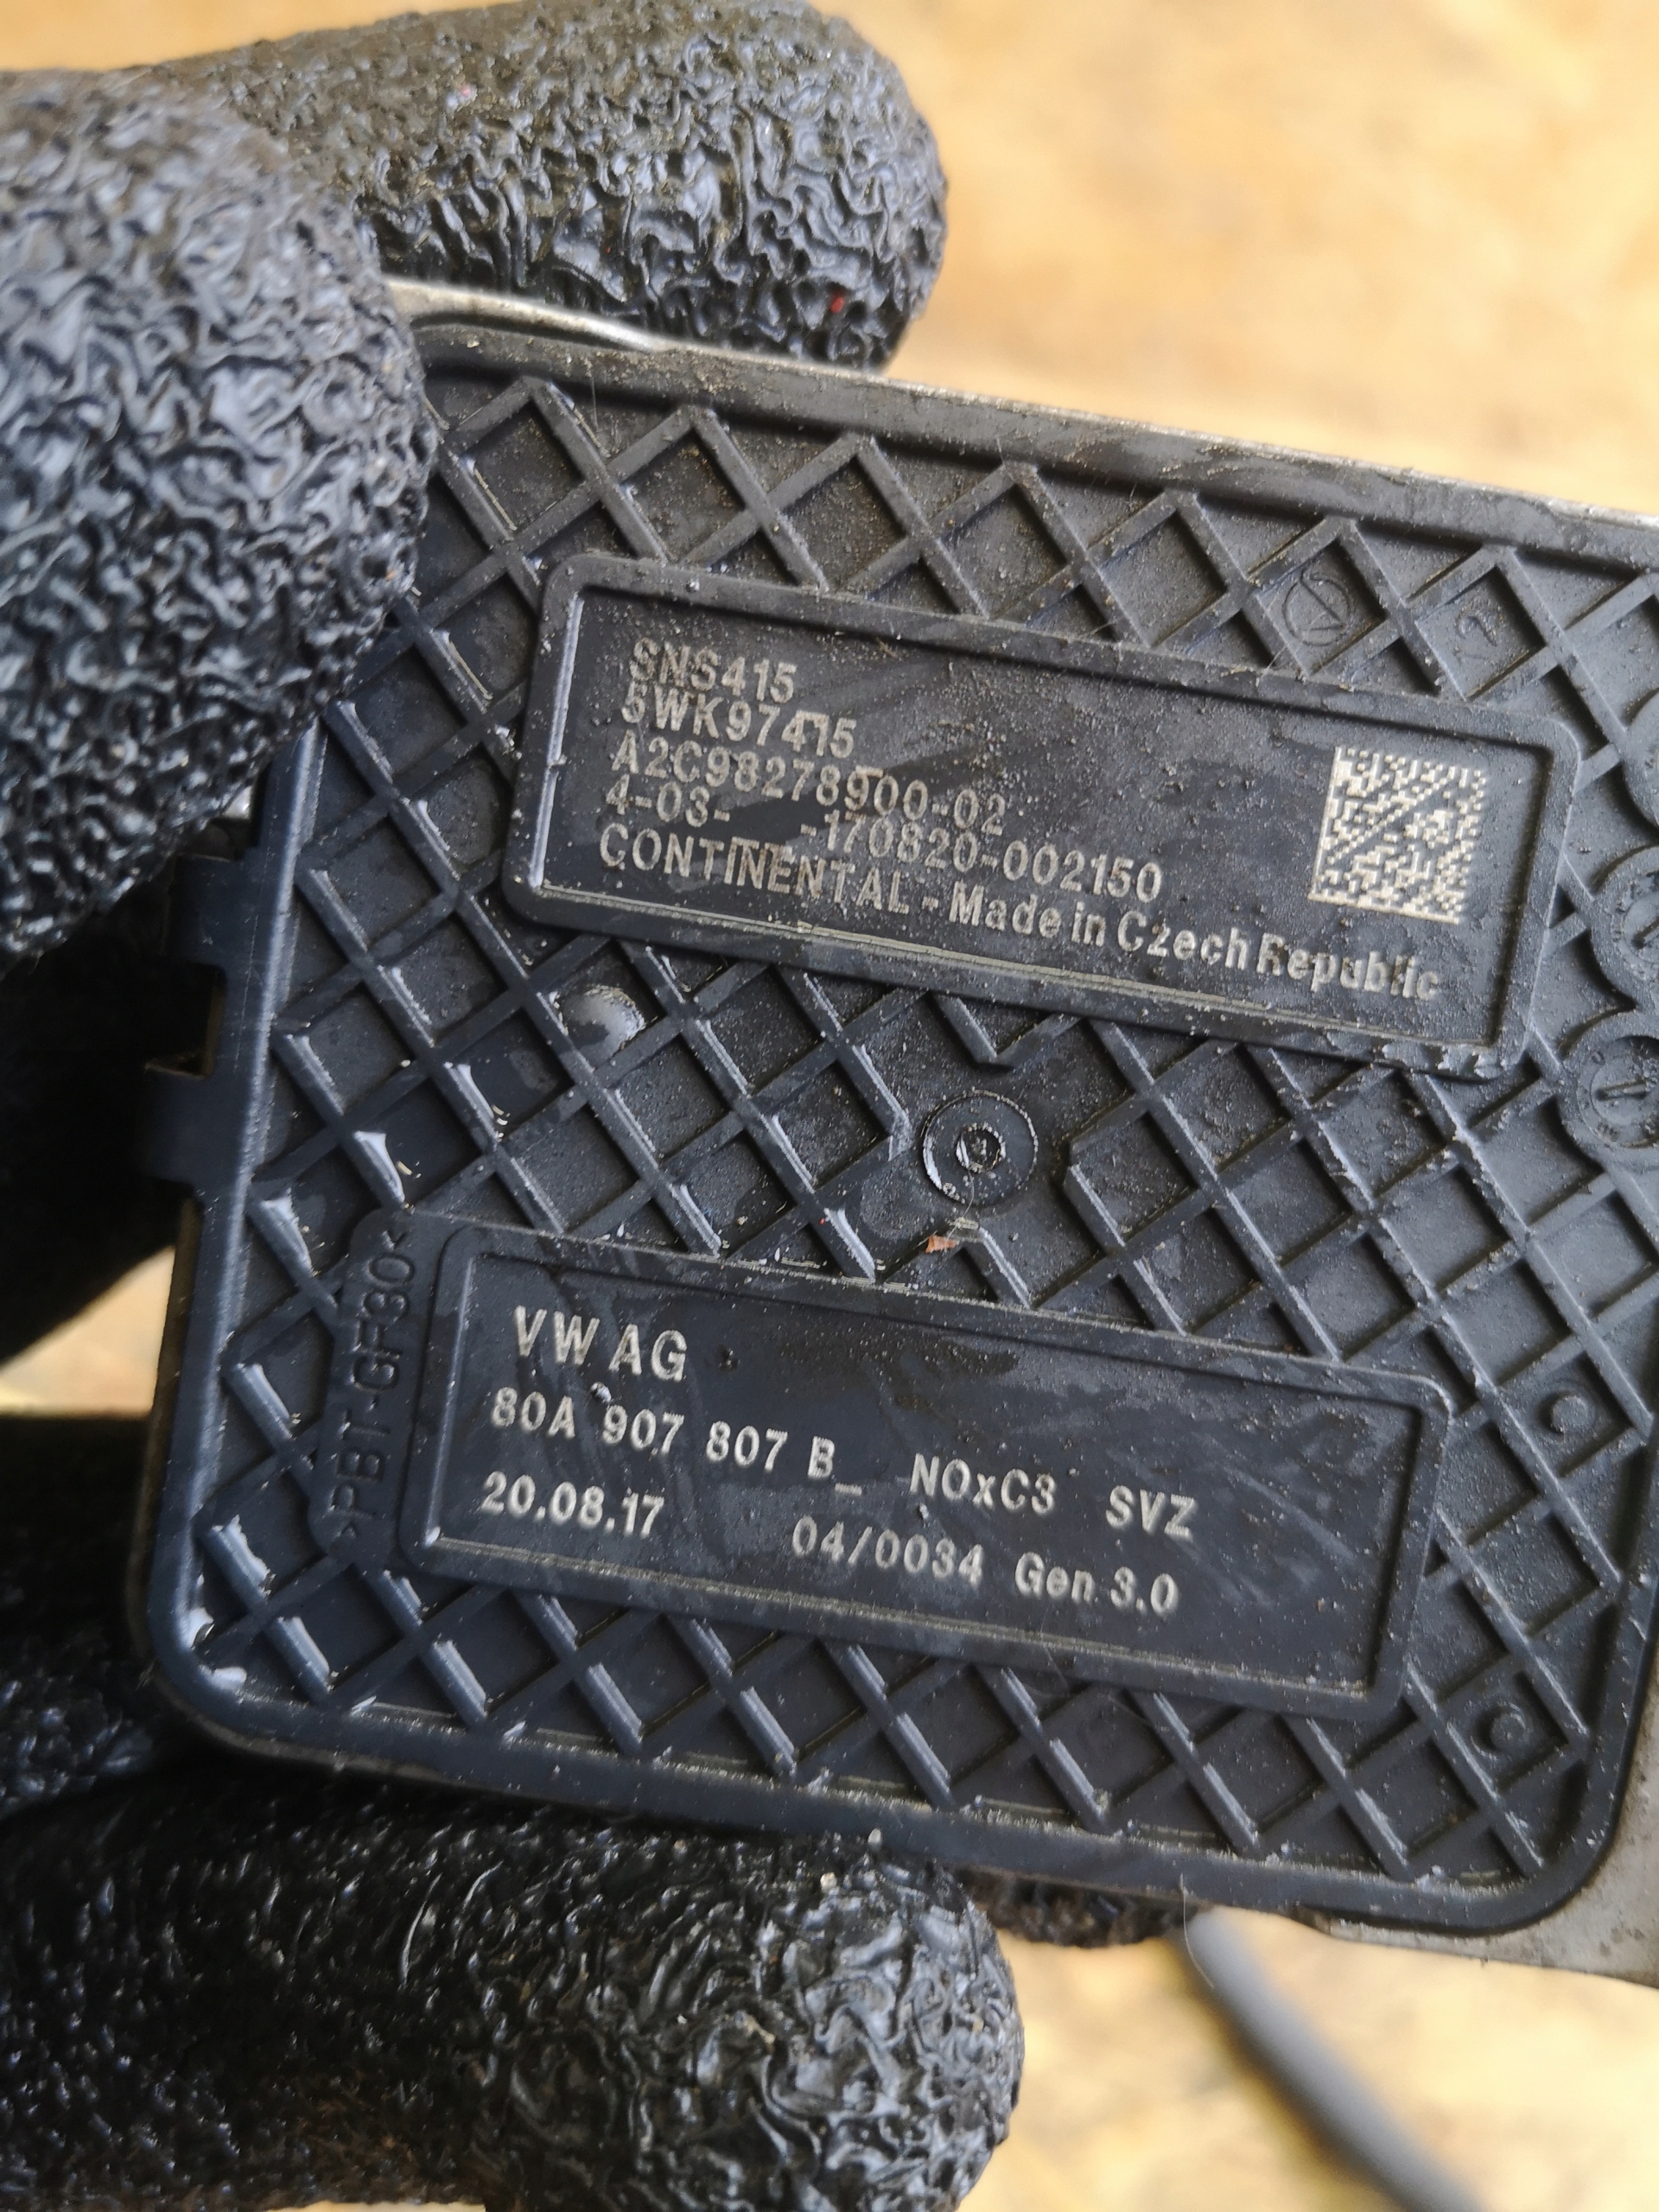 SNS415
5WK97415
A2C98278900-02
4-03- -170820-002150
CONTINENTAL - Made in Czech Republic
>PBT-GF30<
VW AG
80A 907 807 B_ NOxC3 SVZ
20.08.17 04/0034 Gen 3.0
2
C
C